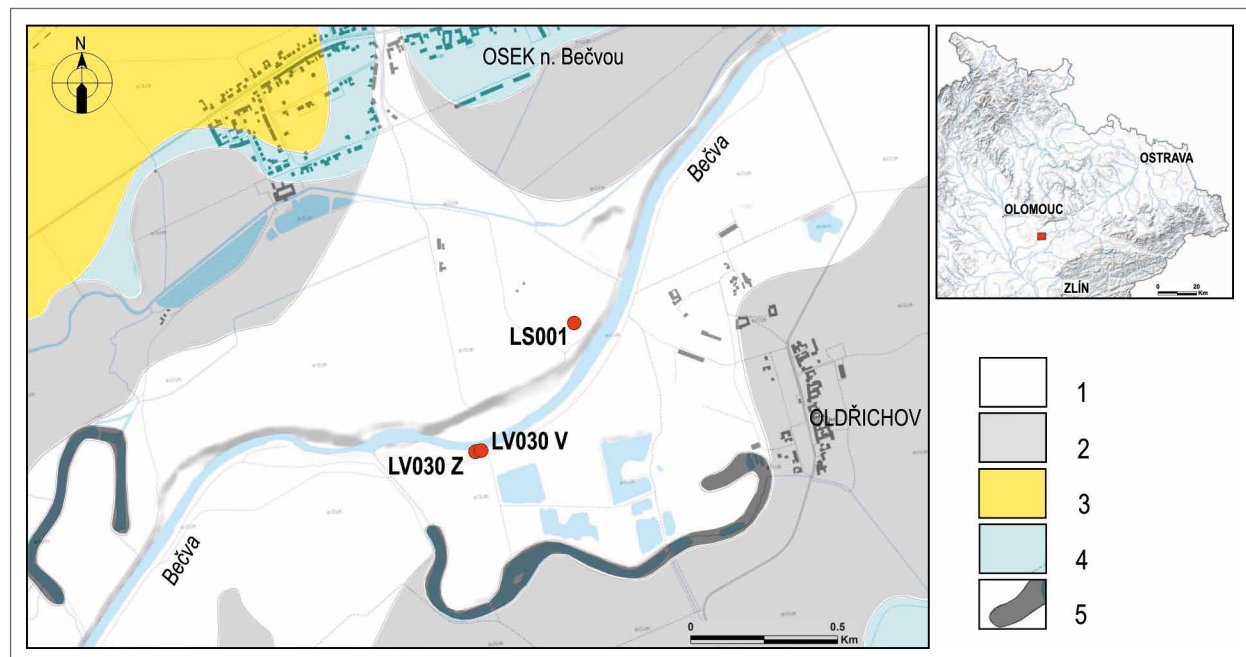 N
OSEK n. Bečvou
Bečva
LS001
OLDŘICHOV
LV030 V
LV030 Z
Bečva
0 0.5
Km
OSTRAVA
OLOMOUC
ZLÍN
0 20
Km
1
2
3
4
5